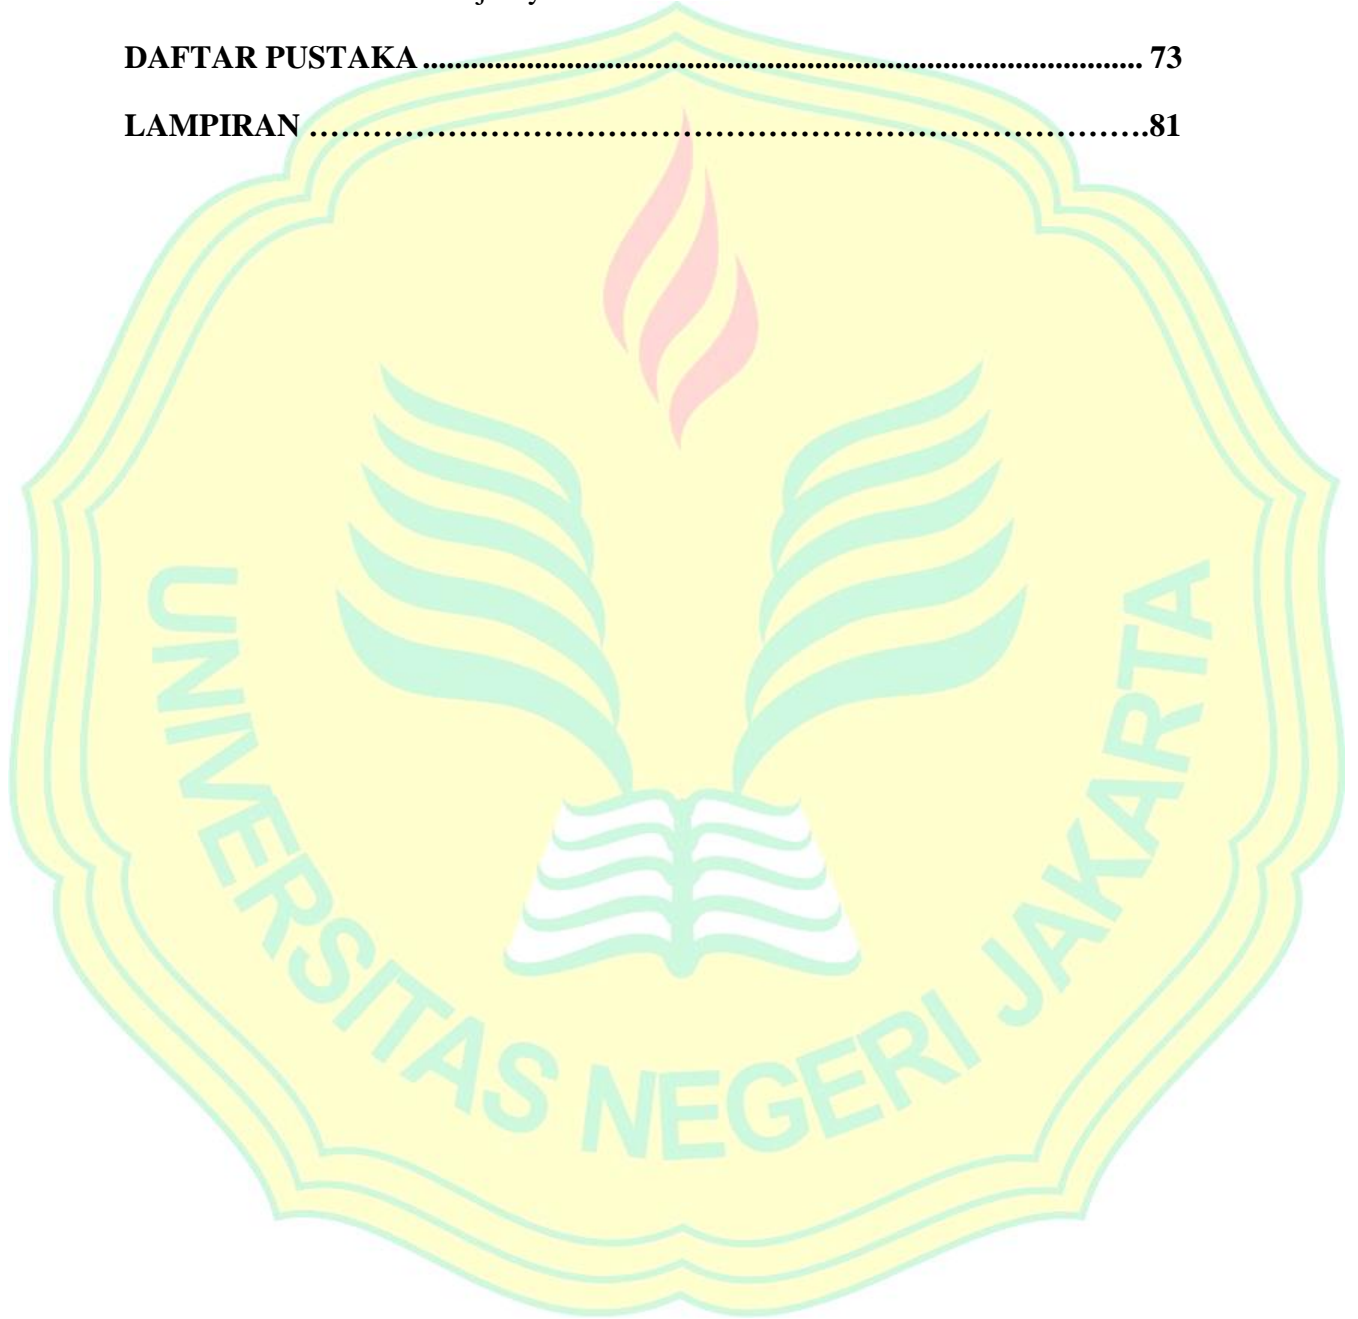 DAFTAR PUSTAKA ........................................................................................... 73
LAMPIRAN ……………………………………………………………………….81
UNIVERSITAS NEGERI JAKARTA